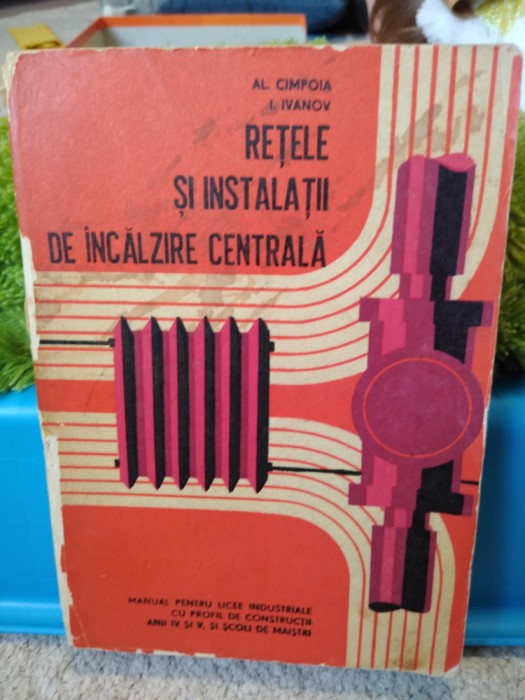 AL. CIMPOIA
I. IVANOV
REȚELE
ȘI INSTALAȚII
DE ÎNCĂLZIRE CENTRALĂ
MANUAL PENTRU LICEE INDUSTRIALE
CU PROFIL DE CONSTRUCȚII
ANII IV ȘI V, ȘI ȘCOLI DE MAIȘTRI